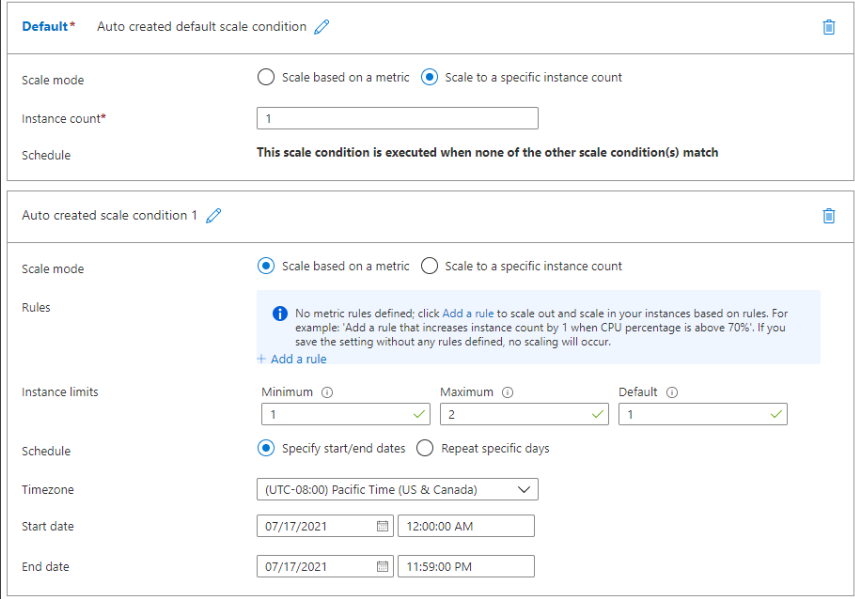 Default* Auto created default scale condition
Scale mode Scale based on a metric Scale to a specific instance count
Instance count* 1
Schedule This scale condition is executed when none of the other scale condition(s) match
Auto created scale condition 1
Scale mode Scale based on a metric Scale to a specific instance count
Rules
No metric rules defined; click Add a rule to scale out and scale in your instances based on rules. For
example: 'Add a rule that increases instance count by 1 when CPU percentage is above 70%'. If you
save the setting without any rules defined, no scaling will occur.
+ Add a rule
Instance limits Minimum Maximum Default
1 2 1
Schedule Specify start/end dates Repeat specific days
Timezone (UTC-08:00) Pacific Time (US & Canada)
Start date 07/17/2021 12:00:00 AM
End date 07/17/2021 11:59:00 PM